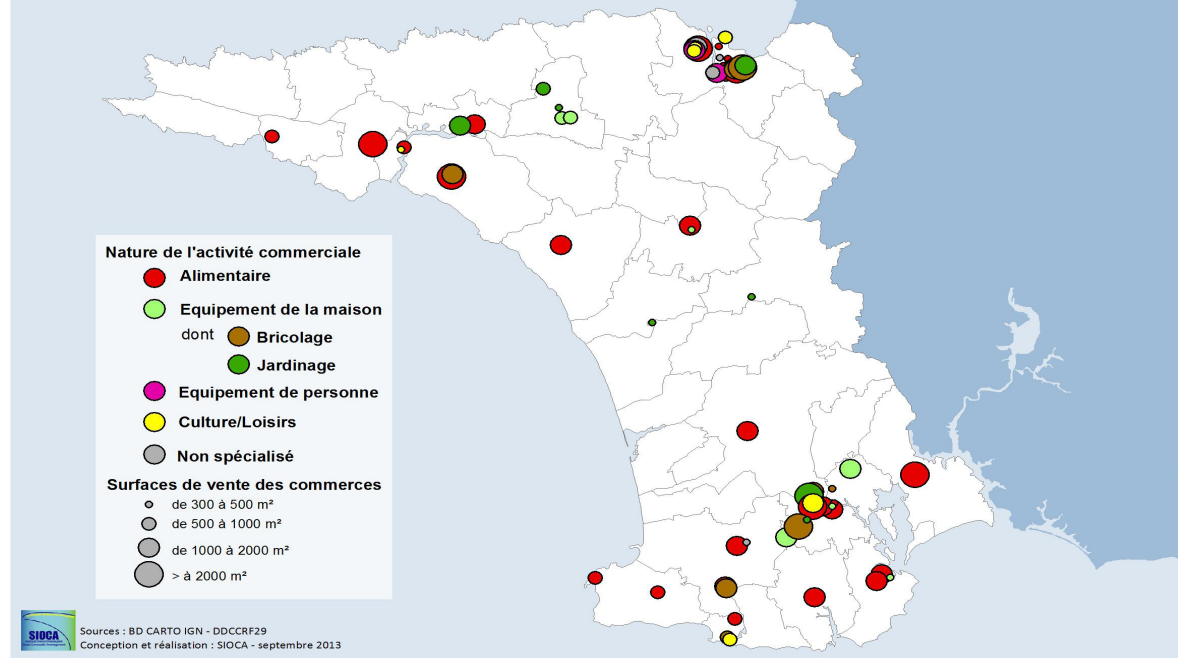 Nature de l'activité commerciale
Alimentaire
Equipement de la maison
dont
Bricolage
Jardinage
Equipement de personne
Culture/Loisirs
Non spécialisé
Surfaces de vente des commerces
de 300 à 500 m²
de 500 à 1000 m²
de 1000 à 2000 m²
> à 2000 m²
SIOCA
Sources : BD CARTO IGN - DDCCRF29
Conception et réalisation : SIOCA - septembre 2013